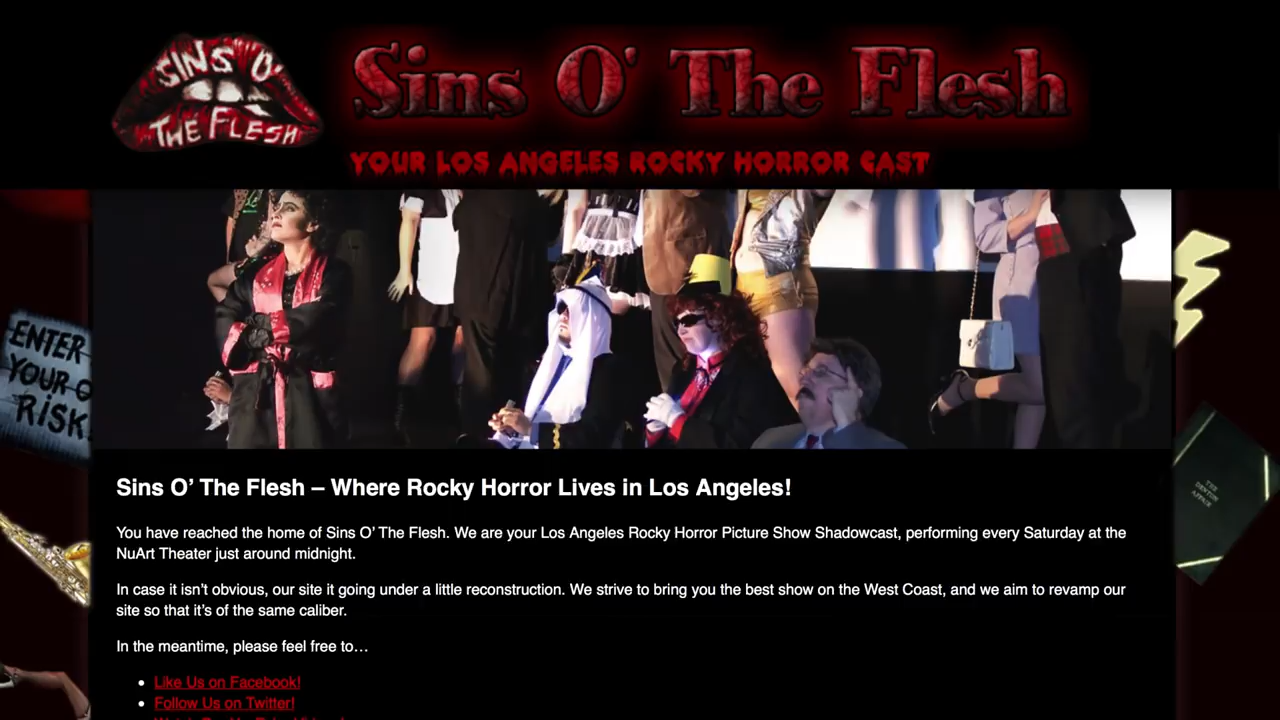 SINS O'
THE FLESH
Sins O' The Flesh
YOUR LOS ANGELES ROCKY HORROR CAST
ENTER
YOUR O
RISK.
THE
DENTON
AFFAIR
Sins O’ The Flesh – Where Rocky Horror Lives in Los Angeles!
You have reached the home of Sins O’ The Flesh. We are your Los Angeles Rocky Horror Picture Show Shadowcast, performing every Saturday at the
NuArt Theater just around midnight.
In case it isn’t obvious, our site it going under a little reconstruction. We strive to bring you the best show on the West Coast, and we aim to revamp our
site so that it’s of the same caliber.
In the meantime, please feel free to…
Like Us on Facebook!
Follow Us on Twitter!